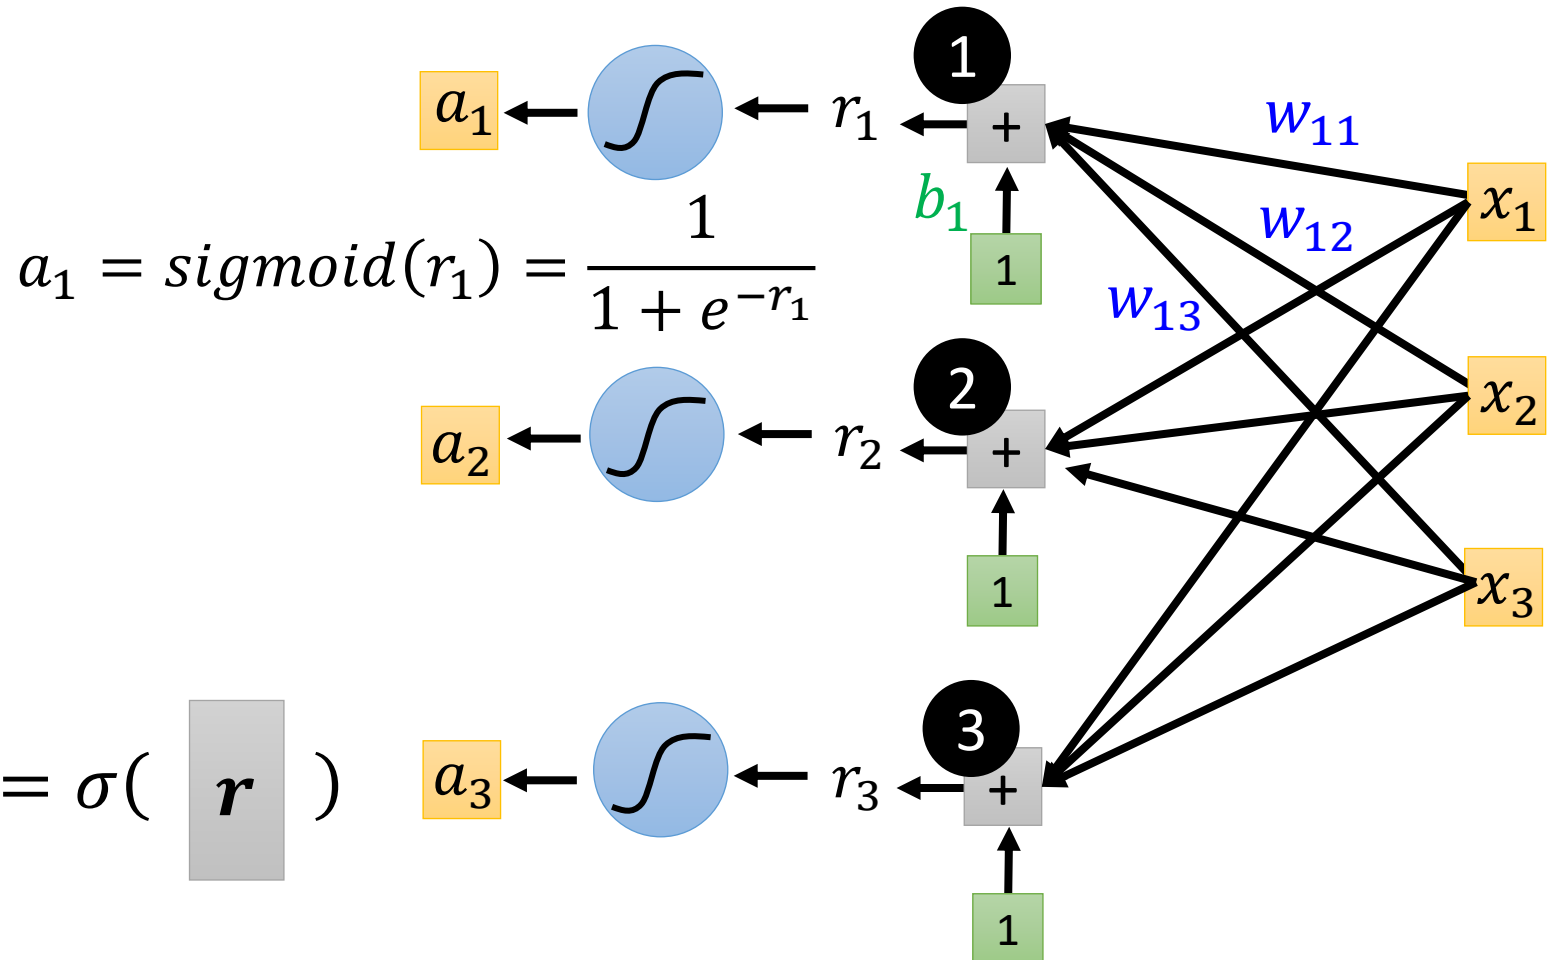 1
a₁ r₁ + w₁₁
b₁ x₁
w₁₂
a₁ = sigmoid(r₁) = 1 / (1 + e^(−r₁)) 1
w₁₃
2
x₂
a₂ r₂ +
1 x₃
3
= σ( r ) a₃ r₃ +
1